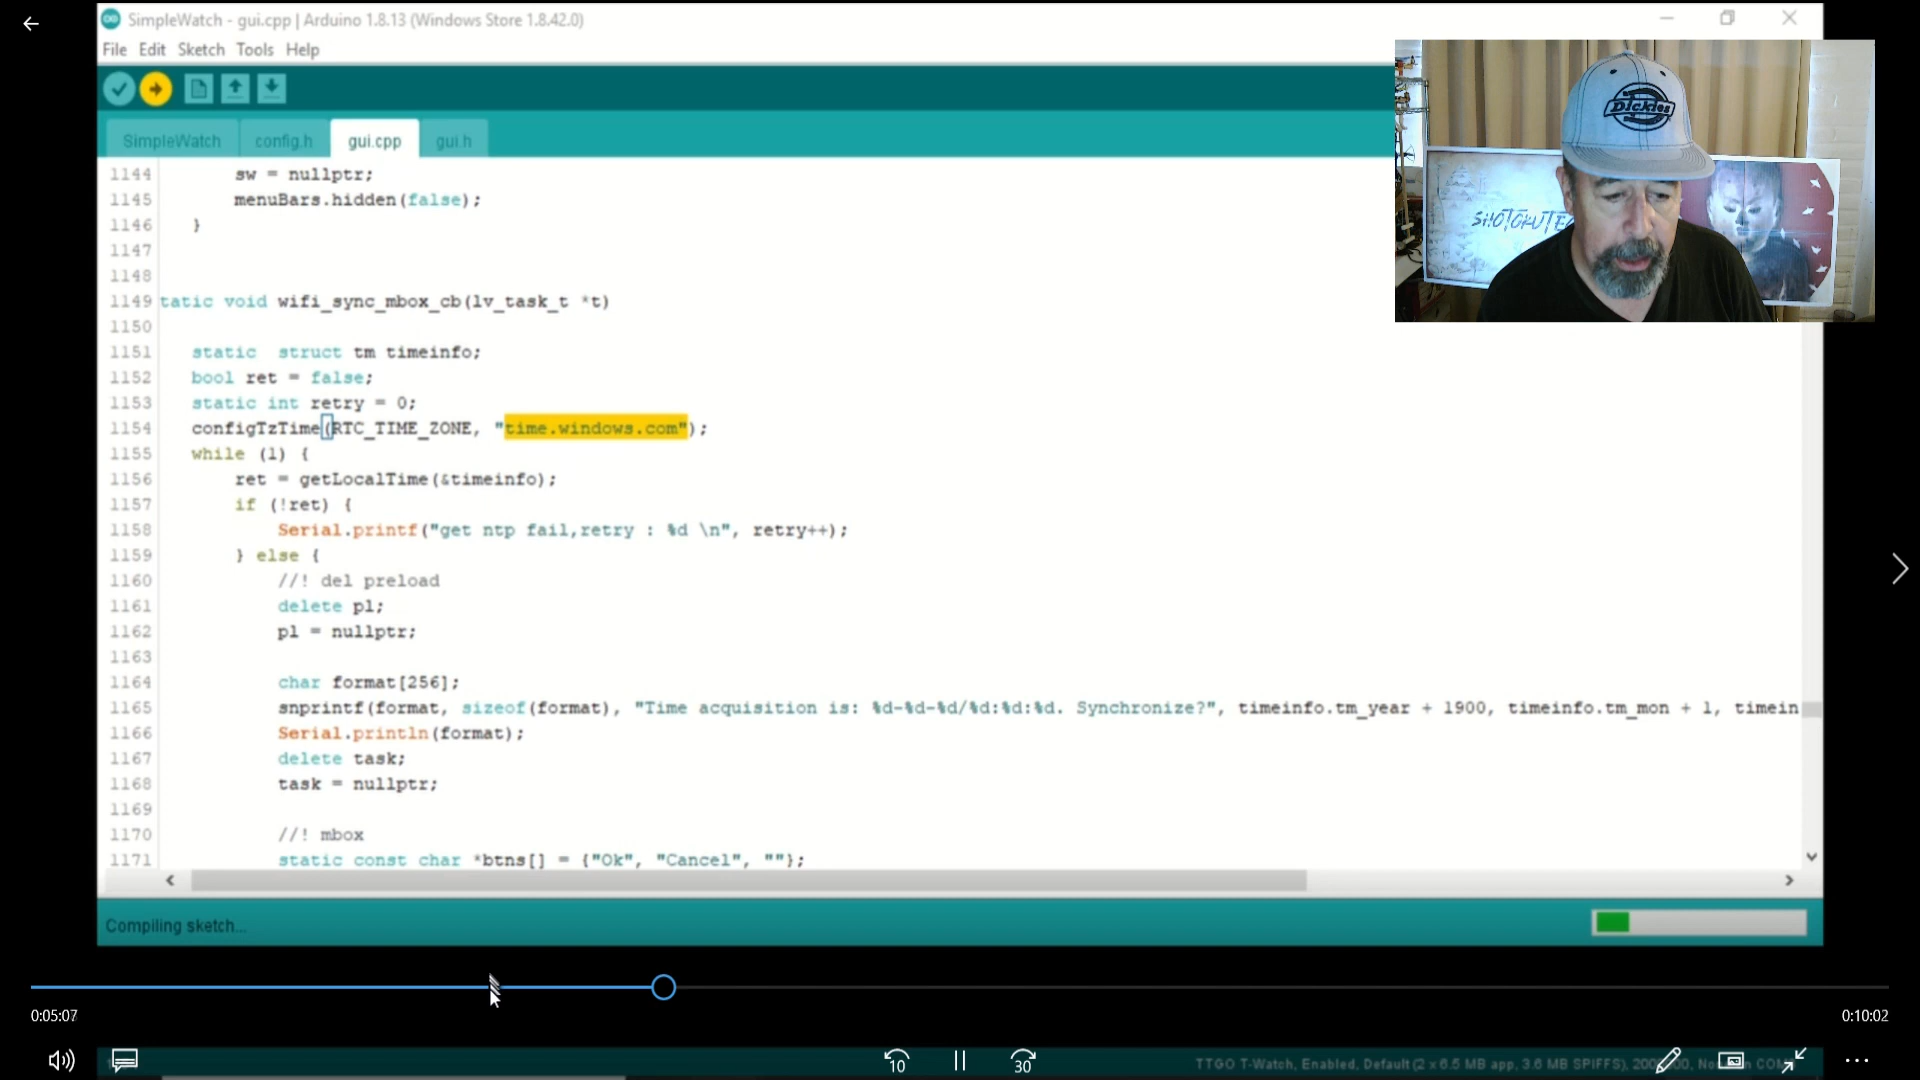 SimpleWatch - gui.cpp | Arduino 1.8.13 (Windows Store 1.8.42.0)
File Edit Sketch Tools Help
SimpleWatch config.h gui.cpp gui.h
Dickies
1144 sw = nullptr;
1145 menuBars.hidden(false);
1146 }
1147
1148
1149 tatic void wifi_sync_mbox_cb(lv_task_t *t)
1150
1151 static struct tm timeinfo;
1152 bool ret = false;
1153 static int retry = 0;
1154 configTzTime(RTC_TIME_ZONE, "time.windows.com");
1155 while (1) {
1156 ret = getLocalTime(&timeinfo);
1157 if (!ret) {
1158 Serial.printf("get ntp fail,retry : %d \n", retry++);
1159 } else {
1160 //! del preload
1161 delete pl;
1162 pl = nullptr;
1163
1164 char format[256];
1165 snprintf(format, sizeof(format), "Time acquisition is: %d-%d-%d/%d:%d:%d. Synchronize?", timeinfo.tm_year + 1900, timeinfo.tm_mon + 1, timein
1166 Serial.println(format);
1167 delete task;
1168 task = nullptr;
1169
1170 //! mbox
1171 static const char *btns[] = {"Ok", "Cancel", ""};
Compiling sketch...
0:05:07 0:10:02
10 30
TTGO T-Watch, Enabled, Default (2 x 6.5 MB app, 3.6 MB SPIFFS),